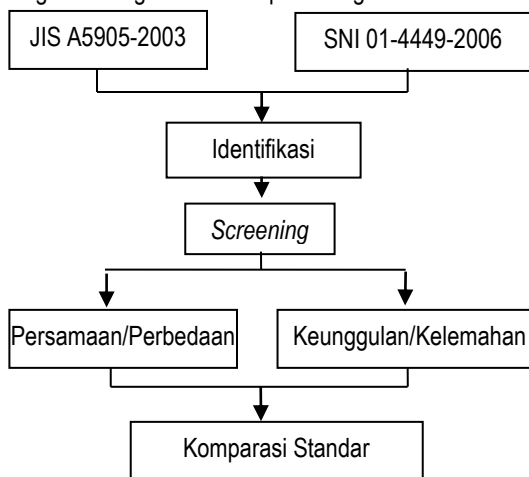 JIS A5905-2003
SNI 01-4449-2006
Identifikasi
Screening
Persamaan/Perbedaan
Keunggulan/Kelemahan
Komparasi Standar